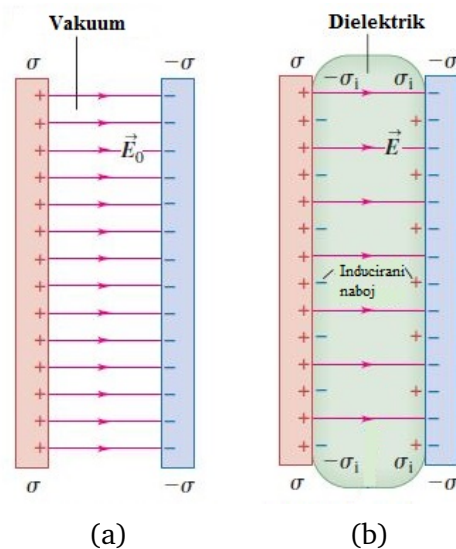 Vakuum
σ
−σ
E⃗₀
σ
−σ
(a)
Dielektrik
σ
−σᵢ
σᵢ
−σ
E⃗
Inducirani
naboj
σ
−σᵢ
σᵢ
−σ
(b)